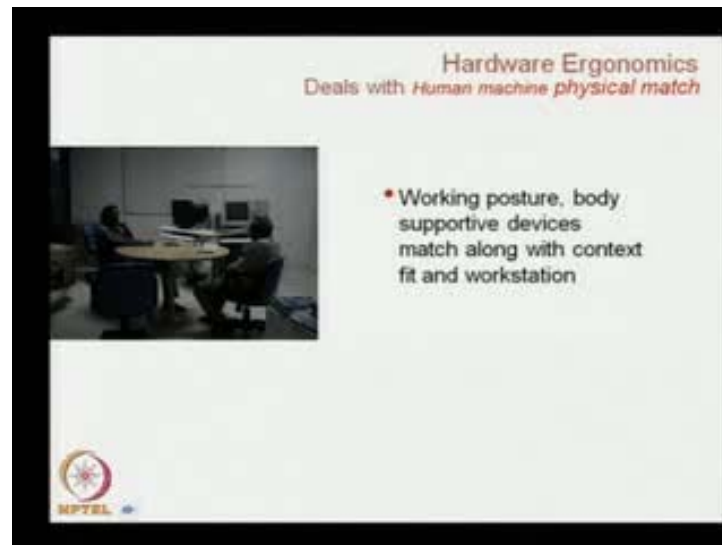 Hardware Ergonomics
Deals with Human machine physical match
• Working posture, body
supportive devices
match along with context
fit and workstation
NPTEL